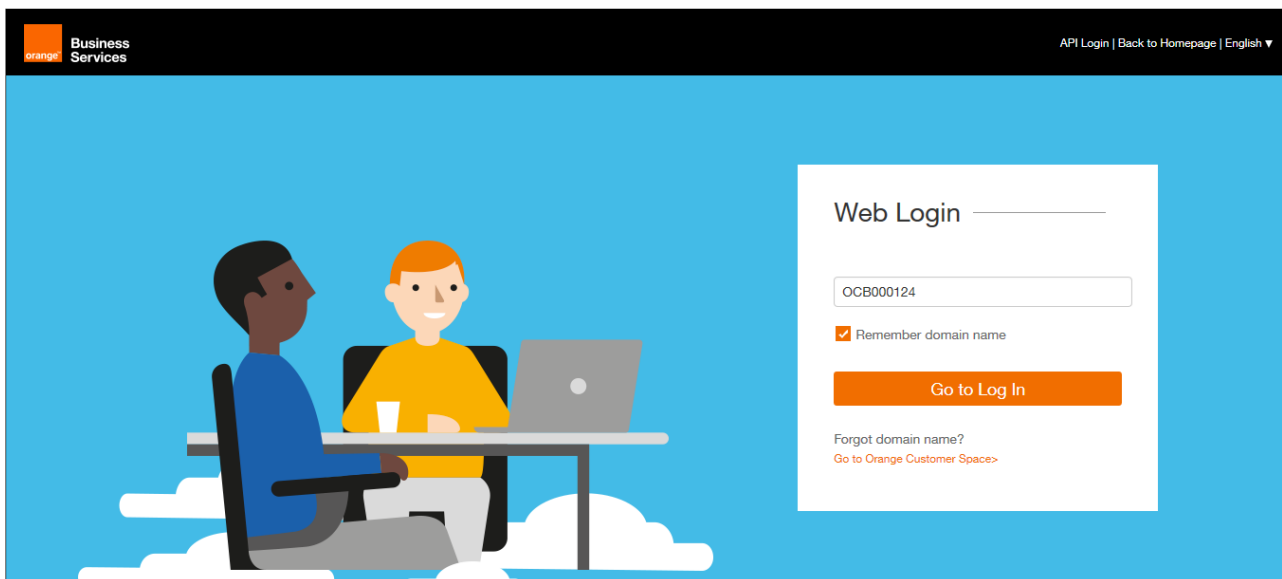 orange™
Business
Services
API Login | Back to Homepage | English ▼
Web Login
OCB000124
Remember domain name
Go to Log In
Forgot domain name?
Go to Orange Customer Space>